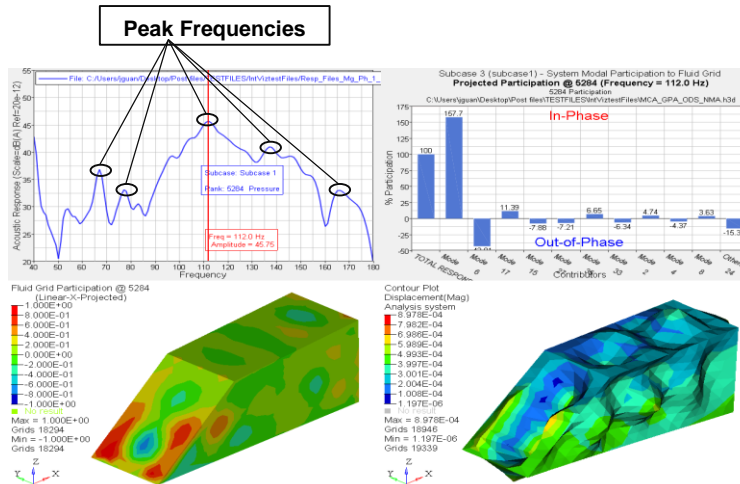 Peak Frequencies
File: C:/Users/jguan/Desktop/Post files/TESTFILES/IntViztestFiles/Resp_Files_Mg_Ph_1_
Acoustic Response (Scale=dB(A) Ref=20e-12)
55
50
45
40
35
30
25
20
Subcase: Subcase 1
5284 Pressure
Freq = 112.0 Hz
Amplitude = 45.75
40 50 60 70 80 90 100 110 120 130 140 150 160 170 180
Frequency
Subcase 3 (subcase1) - System Modal Participation to Fluid Grid
Projected Participation @ 5284 (Frequency = 112.0 Hz)
5284 Participation
C:\Users\jguan\Desktop\Post files\TESTFILES\IntViztestFiles\MCA_GPA_ODS_NMA.h3d
In-Phase
% Participation
175
150
125
100
75
50
25
0
-25
-50
100 157.7 11.39 -7.88 -7.21 6.65 -6.34 4.74 -4.37 3.63 -15.3
Out-of-Phase
TOTAL RESPONSE
Mode Mode Mode Mode Mode Mode Mode Mode Mode Mode
6 17 15 33 2 4 8 24
Contributors
Fluid Grid Participation @ 5284
(Linear-X-Projected)
1.000E+00
8.000E-01
6.000E-01
4.000E-01
2.000E-01
0.000E+00
-2.000E-01
-4.000E-01
-6.000E-01
-8.000E-01
-1.000E+00
No result
Max = 1.000E+00
Grids 18294
Min = -1.000E+00
Grids 18294
Z
Y X
Contour Plot
Displacement(Mag)
Analysis system
8.978E-04
7.982E-04
6.986E-04
5.989E-04
4.993E-04
3.997E-04
3.001E-04
2.004E-04
1.008E-04
1.197E-06
No result
Max = 8.978E-04
Grids 18946
Min = 1.197E-06
Grids 19339
Z
Y X